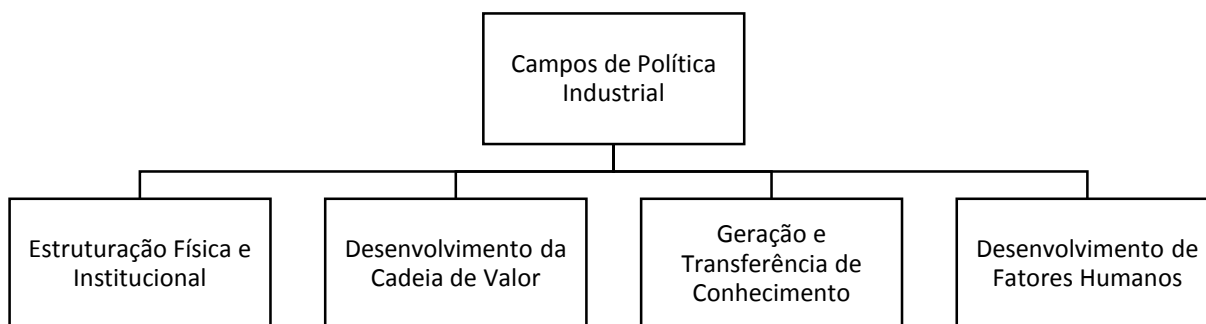 Campos de Política
Industrial
Estruturação Física e
Institucional
Desenvolvimento da
Cadeia de Valor
Geração e
Transferência de
Conhecimento
Desenvolvimento de
Fatores Humanos